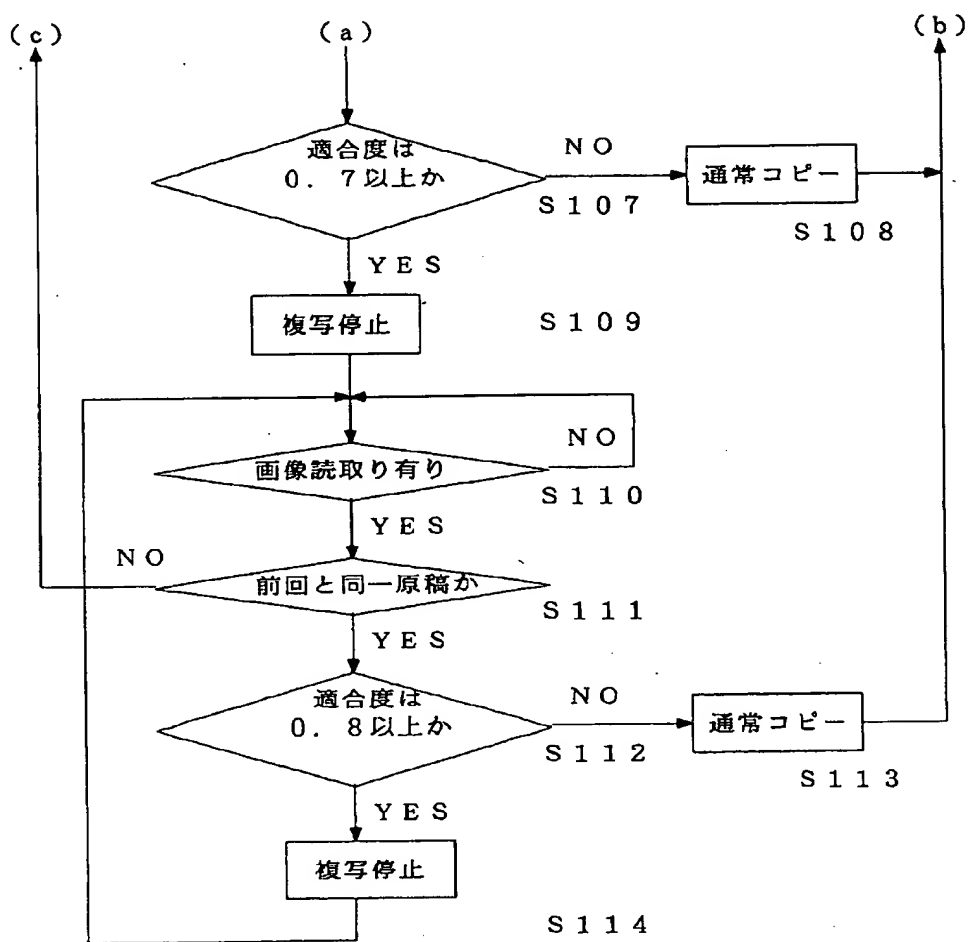 (c)
(a)
(b)
適合度は
0．7以上か
NO
S107
通常コピー
S108
YES
複写停止
S109
NO
画像読取り有り
S110
YES
NO
前回と同一原稿か
S111
YES
適合度は
0．8以上か
NO
S112
通常コピー
S113
YES
複写停止
S114